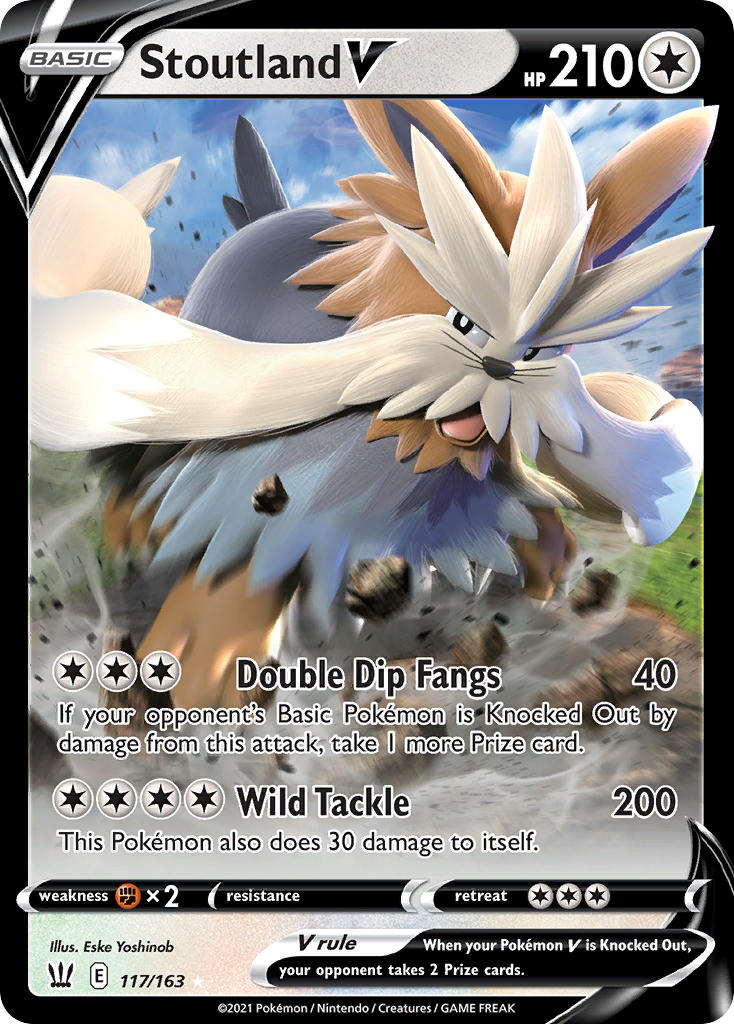 BASIC
Stoutland V
HP 210
Double Dip Fangs 40
If your opponent's Basic Pokémon is Knocked Out by
damage from this attack, take 1 more Prize card.
Wild Tackle 200
This Pokémon also does 30 damage to itself.
weakness ×2 resistance retreat
Illus. Eske Yoshinob
E 117/163
V rule When your Pokémon V is Knocked Out,
your opponent takes 2 Prize cards.
©2021 Pokémon / Nintendo / Creatures / GAME FREAK